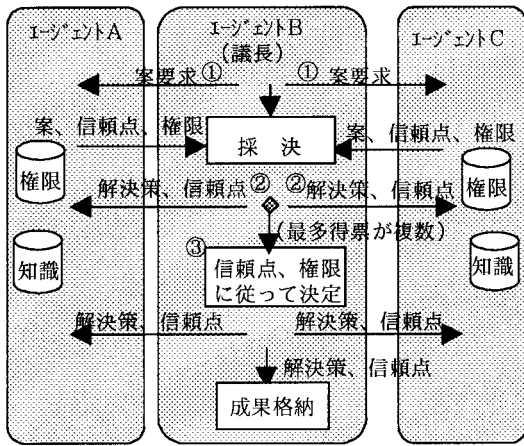 ｴｰｼﾞｪﾝﾄA
ｴｰｼﾞｪﾝﾄB
(議長)
ｴｰｼﾞｪﾝﾄC
案要求①
①案要求
案、信頼点、権限
採 決
案、信頼点、権限
権限
権限
解決策、信頼点②
②解決策、信頼点
(最多得票が複数)
知識
③
信頼点、権限
に従って決定
知識
解決策、信頼点
解決策、信頼点
解決策、信頼点
成果格納